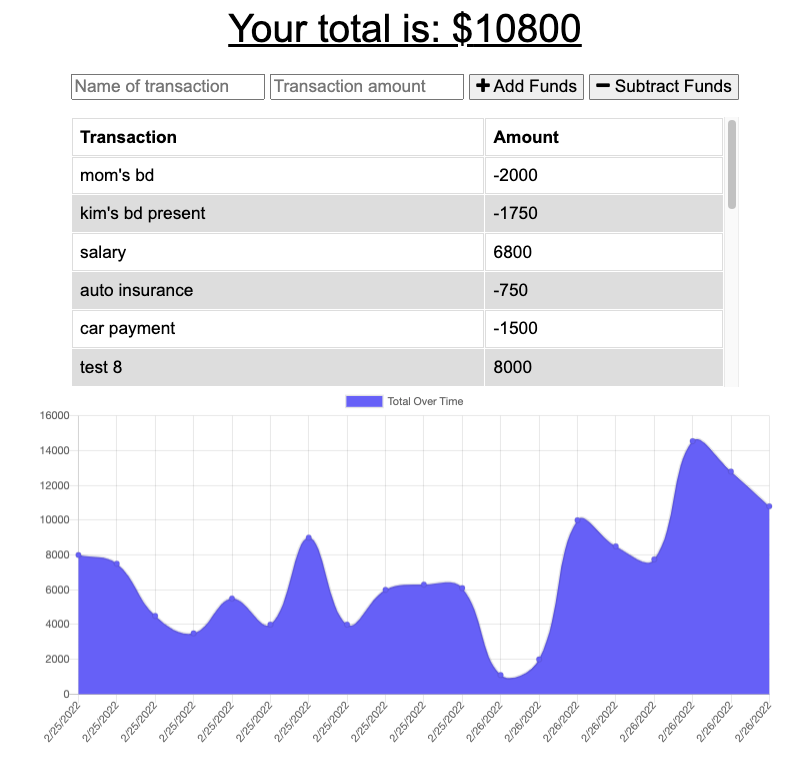 Your total is: $10800
Name of transaction Transaction amount Add Funds Subtract Funds
Transaction Amount
mom's bd -2000
kim's bd present -1750
salary 6800
auto insurance -750
car payment -1500
test 8 8000
Total Over Time
16000
14000
12000
10000
8000
6000
4000
2000
0
2/25/2022 2/25/2022 2/25/2022 2/25/2022 2/25/2022 2/25/2022 2/25/2022 2/25/2022 2/25/2022 2/25/2022 2/25/2022 2/26/2022 2/26/2022 2/26/2022 2/26/2022 2/26/2022 2/26/2022 2/26/2022 2/26/2022